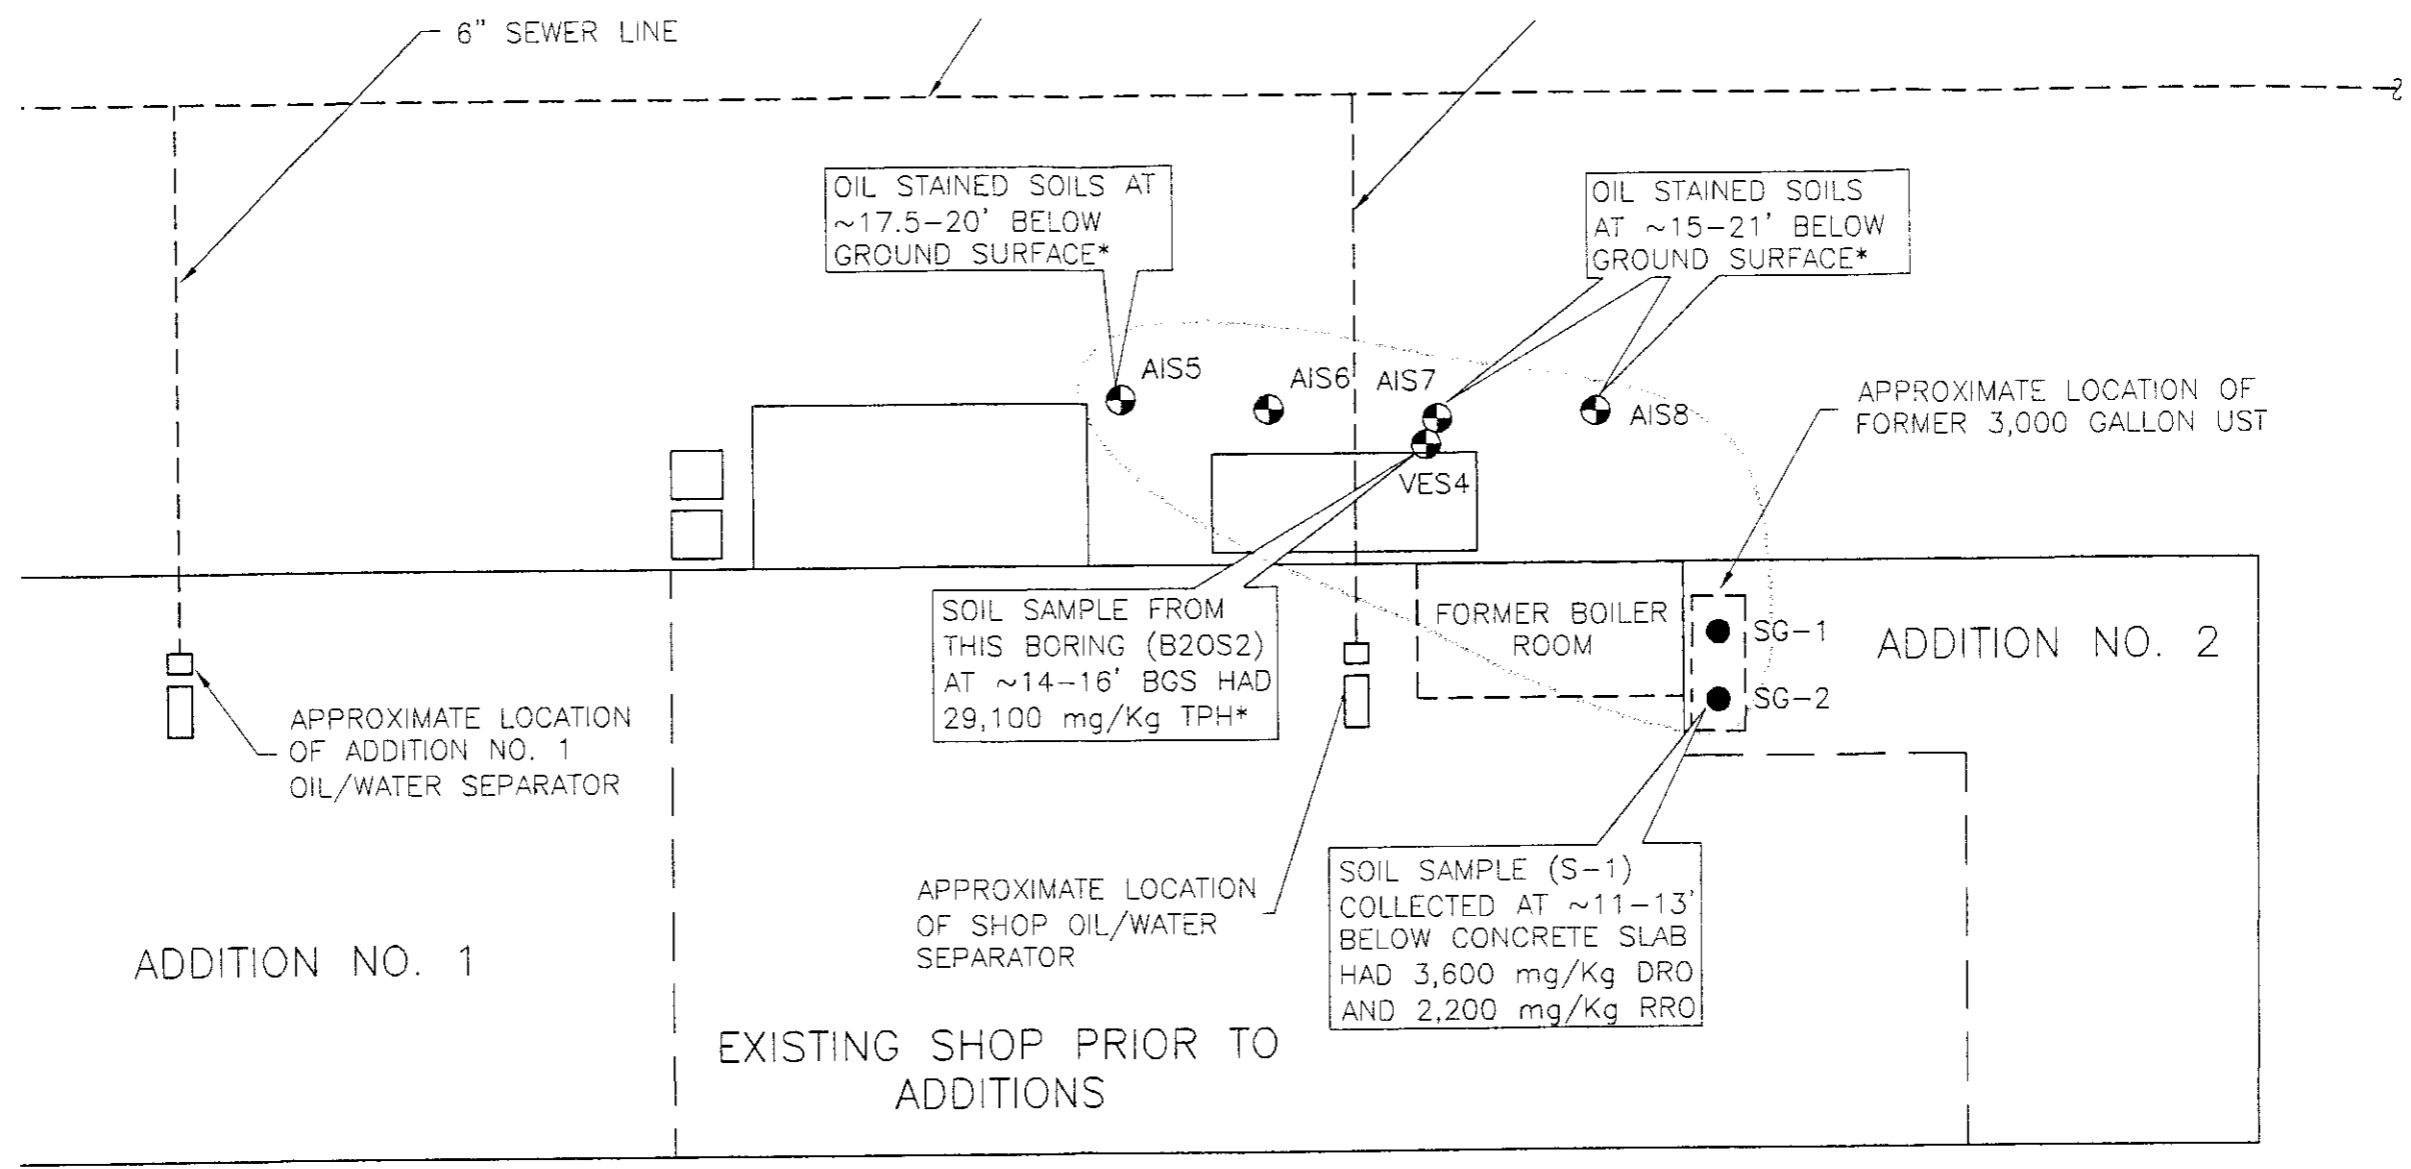 6" SEWER LINE
OIL STAINED SOILS AT
~17.5-20' BELOW
GROUND SURFACE*
OIL STAINED SOILS
AT ~15-21' BELOW
GROUND SURFACE*
AIS5
AIS6
AIS7
AIS8
VES4
APPROXIMATE LOCATION OF
FORMER 3,000 GALLON UST
SOIL SAMPLE FROM
THIS BORING (B20S2)
AT ~14-16' BGS HAD
29,100 mg/Kg TPH*
FORMER BOILER
ROOM
SG-1
SG-2
ADDITION NO. 2
APPROXIMATE LOCATION
OF ADDITION NO. 1
OIL/WATER SEPARATOR
APPROXIMATE LOCATION
OF SHOP OIL/WATER
SEPARATOR
SOIL SAMPLE (S-1)
COLLECTED AT ~11-13'
BELOW CONCRETE SLAB
HAD 3,600 mg/Kg DRO
AND 2,200 mg/Kg RRO
ADDITION NO. 1
EXISTING SHOP PRIOR TO
ADDITIONS